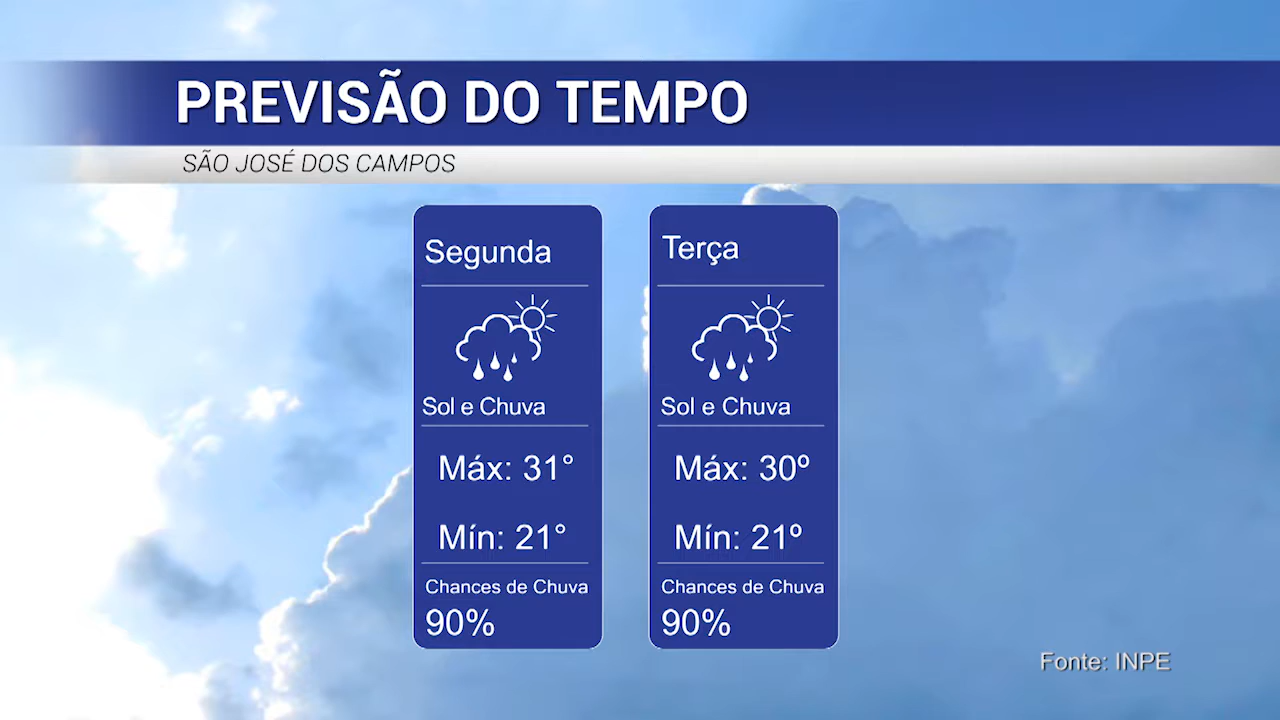 PREVISÃO DO TEMPO
SÃO JOSÉ DOS CAMPOS
Segunda
Sol e Chuva
Máx: 31°
Mín: 21°
Chances de Chuva
90%
Terça
Sol e Chuva
Máx: 30º
Mín: 21º
Chances de Chuva
90%
Fonte: INPE